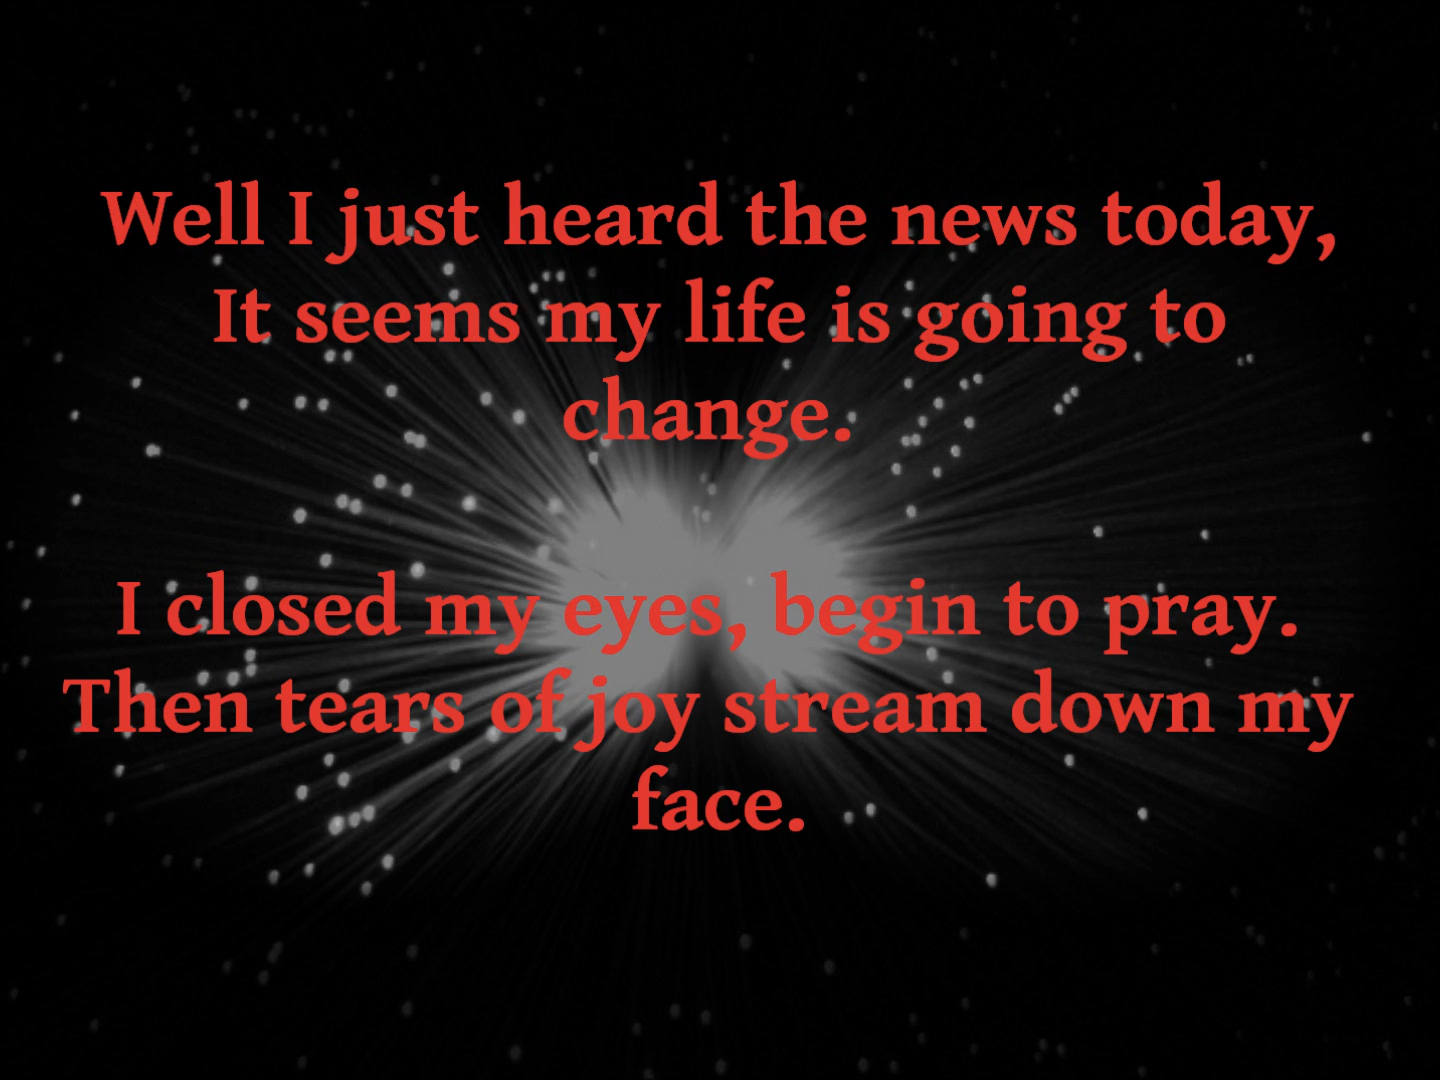 Well I just heard the news today,
It seems my life is going to
change.
I closed my eyes, begin to pray.
Then tears of joy stream down my
face.